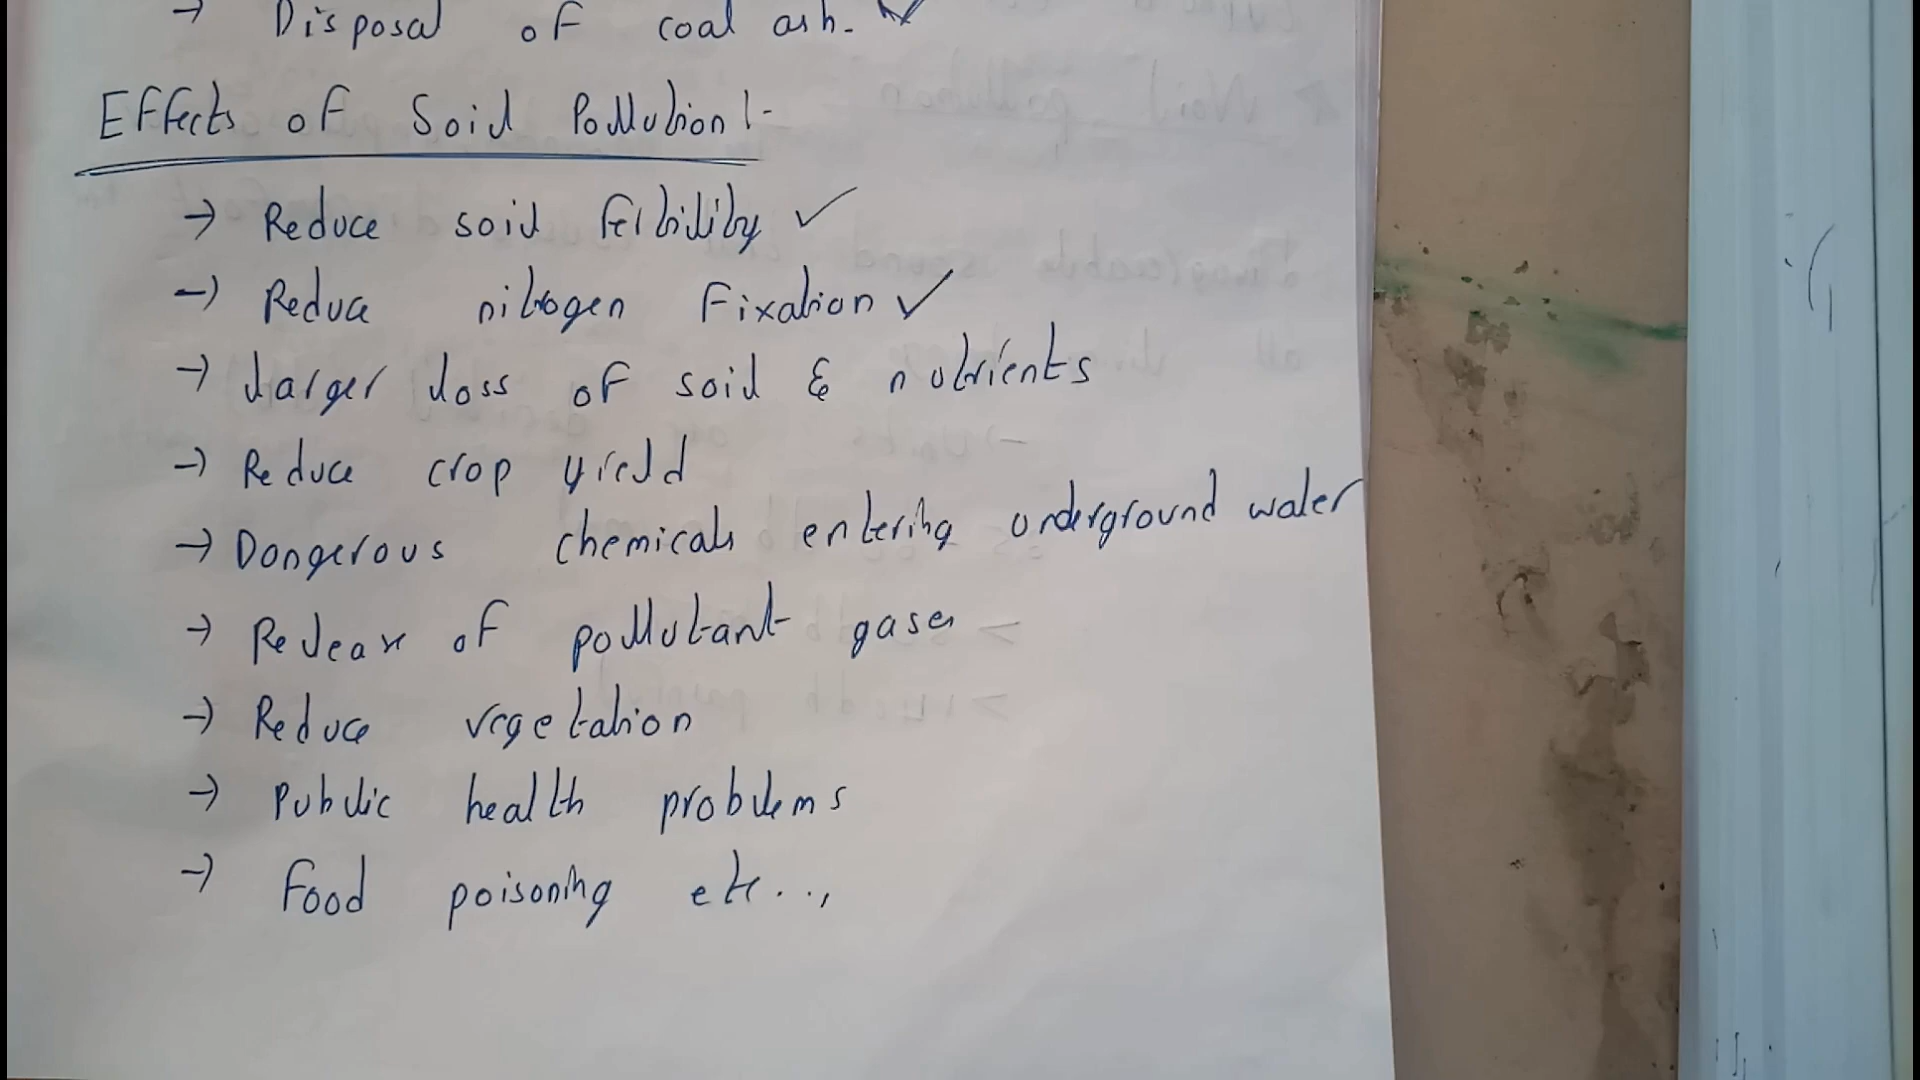 → Disposal of coal ash. ✓
Effects of Soil Pollution :-
→ Reduce soil fertility ✓
→ Reduce nitrogen Fixation ✓
→ larger loss of soil & nutrients
→ Reduce crop yield
→ Dangerous chemicals entering underground water
→ Release of pollutant gases
→ Reduce vegetation
→ Public health problems
→ Food poisoning etc..,